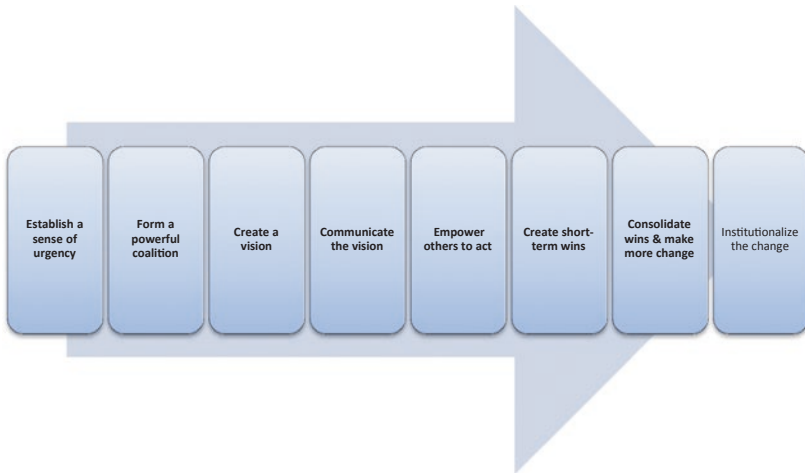 Establish a
sense of
urgency
Form a
powerful
coalition
Create a
vision
Communicate
the vision
Empower
others to act
Create short-
term wins
Consolidate
wins & make
more change
Institutionalize
the change